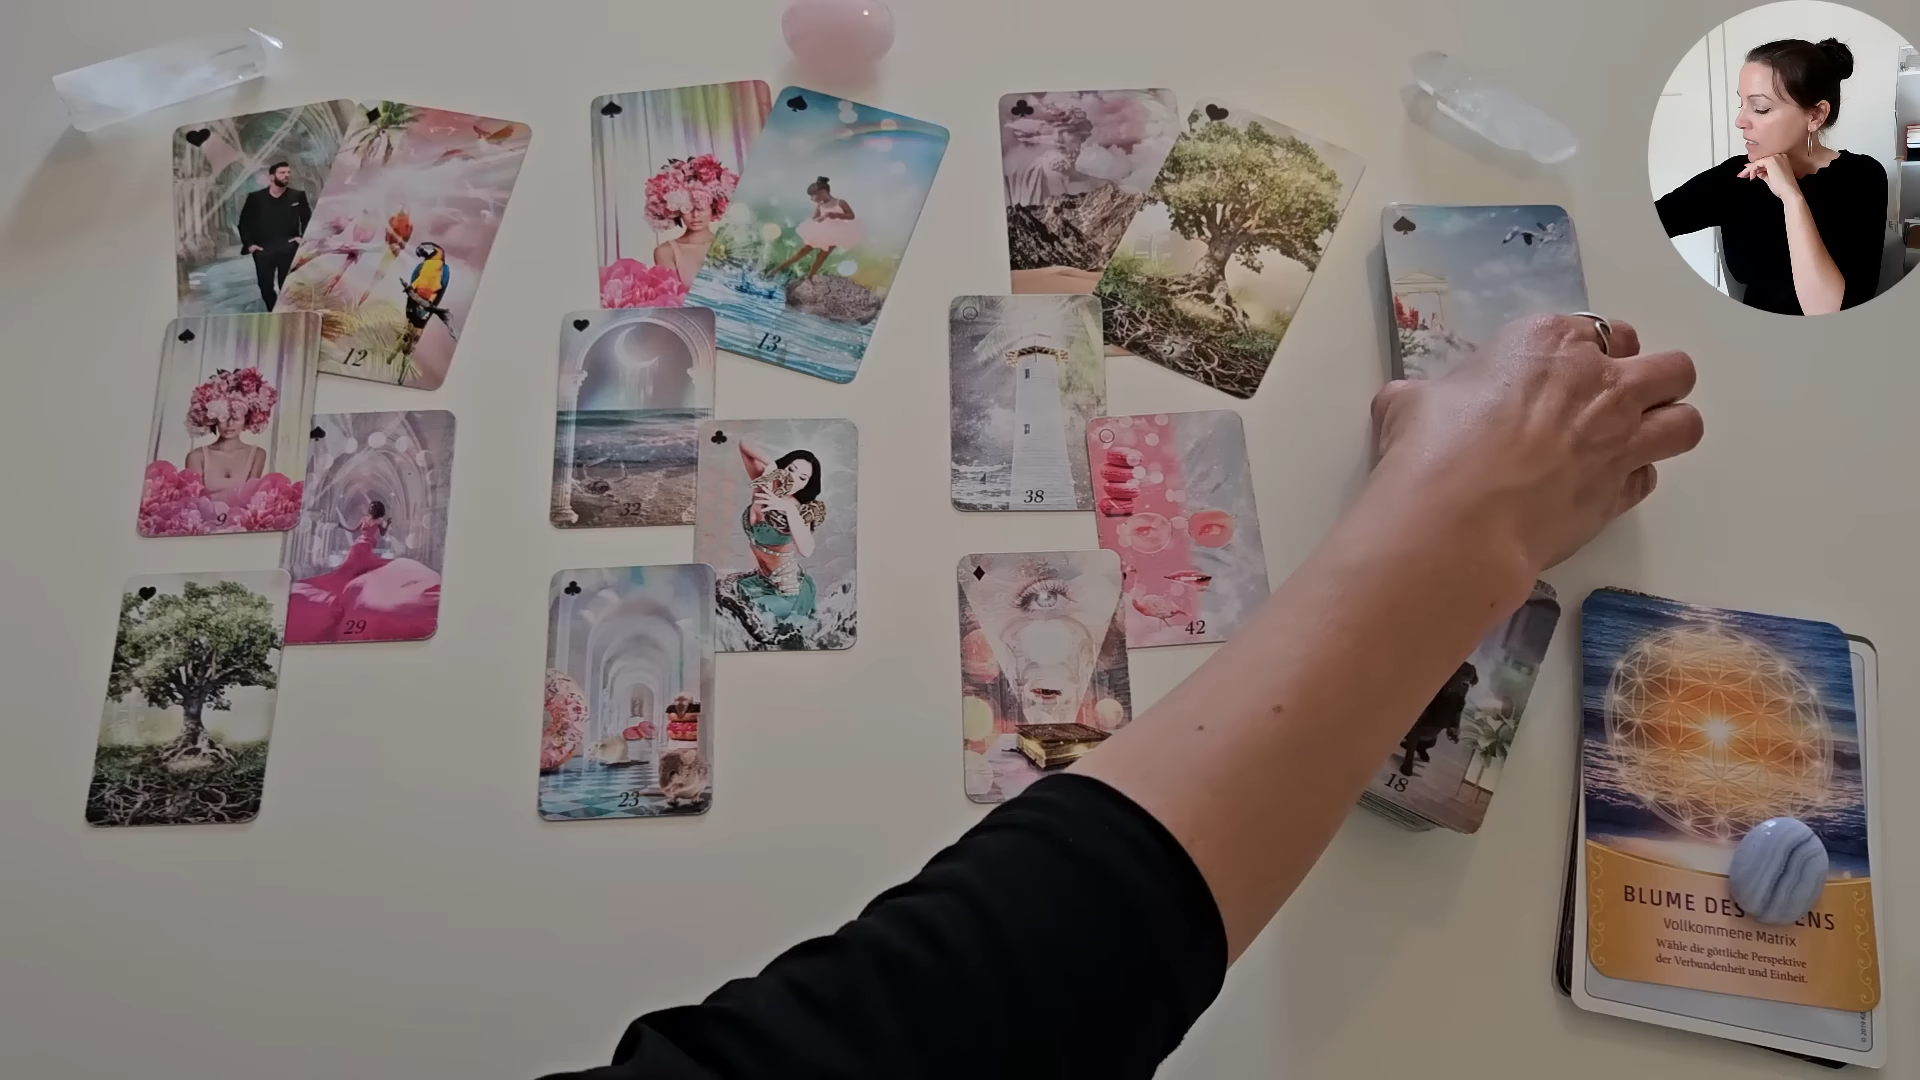 12
13
5
9
32
38
29
42
23
18
BLUME DES ENS
Vollkommene Matrix
Wähle die göttliche Perspektive
der Verbundenheit und Einheit.